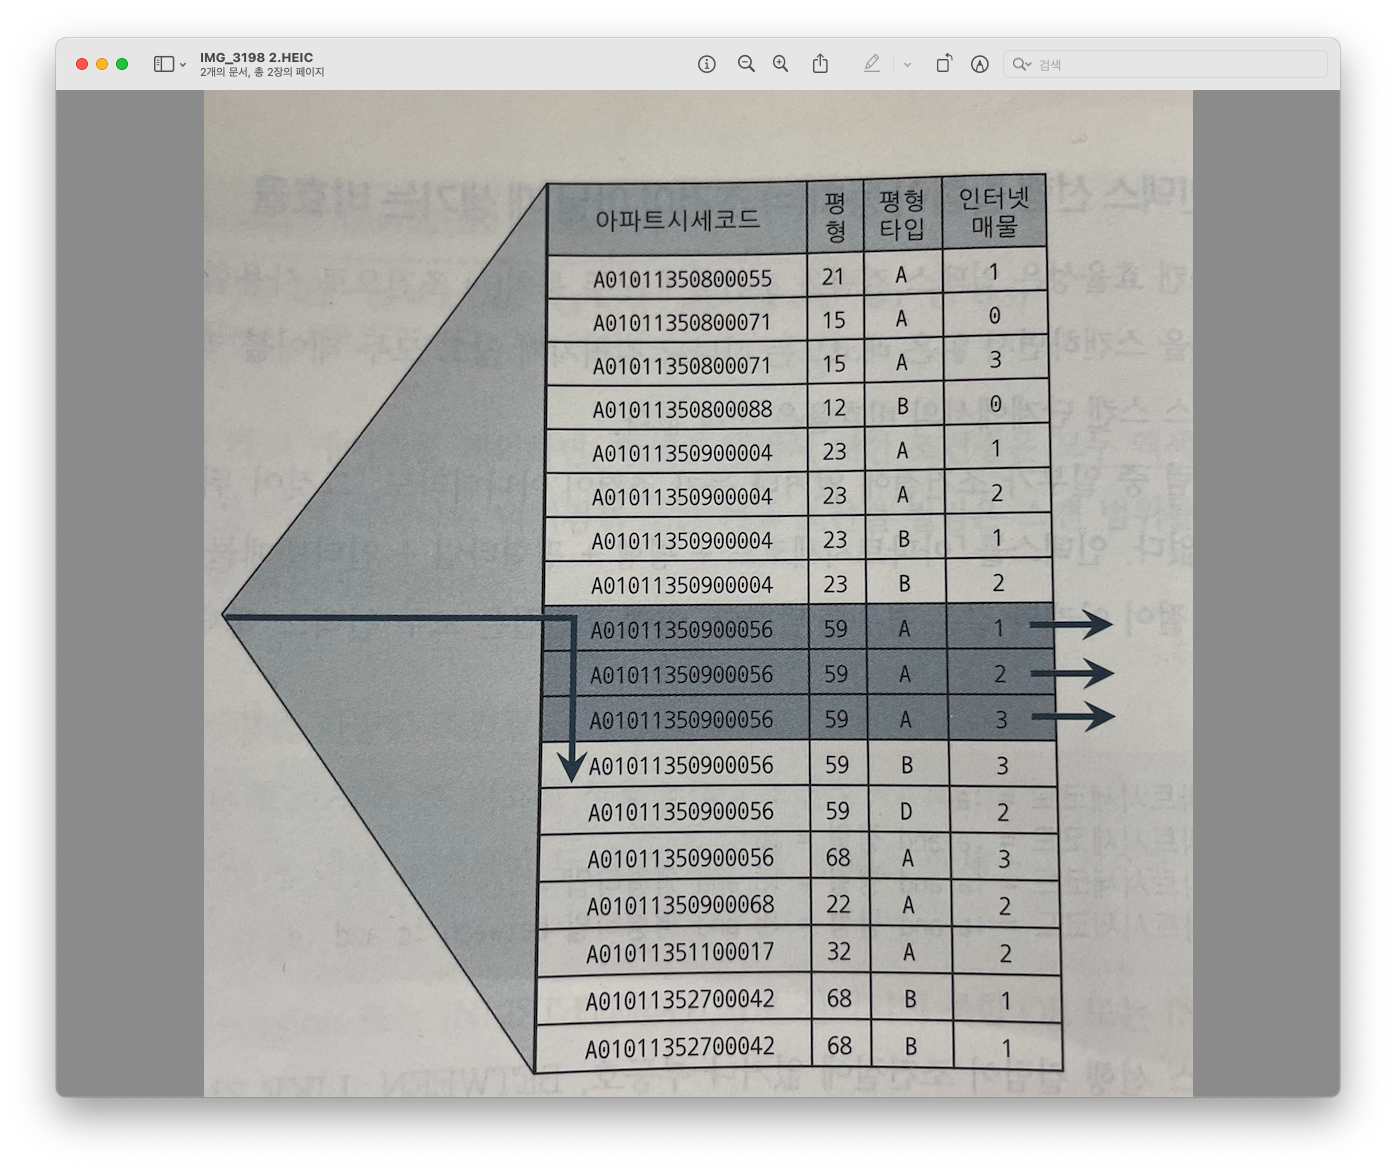 IMG_3198 2.HEIC
2개의 문서, 총 2장의 페이지
검색
아파트시세코드 평형 평형타입 인터넷매물
A01011350800055 21 A 1
A01011350800071 15 A 0
A01011350800071 15 A 3
A01011350800088 12 B 0
A01011350900004 23 A 1
A01011350900004 23 A 2
A01011350900004 23 B 1
A01011350900004 23 B 2
A01011350900056 59 A 1
A01011350900056 59 A 2
A01011350900056 59 A 3
A01011350900056 59 B 3
A01011350900056 59 D 2
A01011350900056 68 A 3
A01011350900068 22 A 2
A01011351100017 32 A 2
A01011352700042 68 B 1
A01011352700042 68 B 1